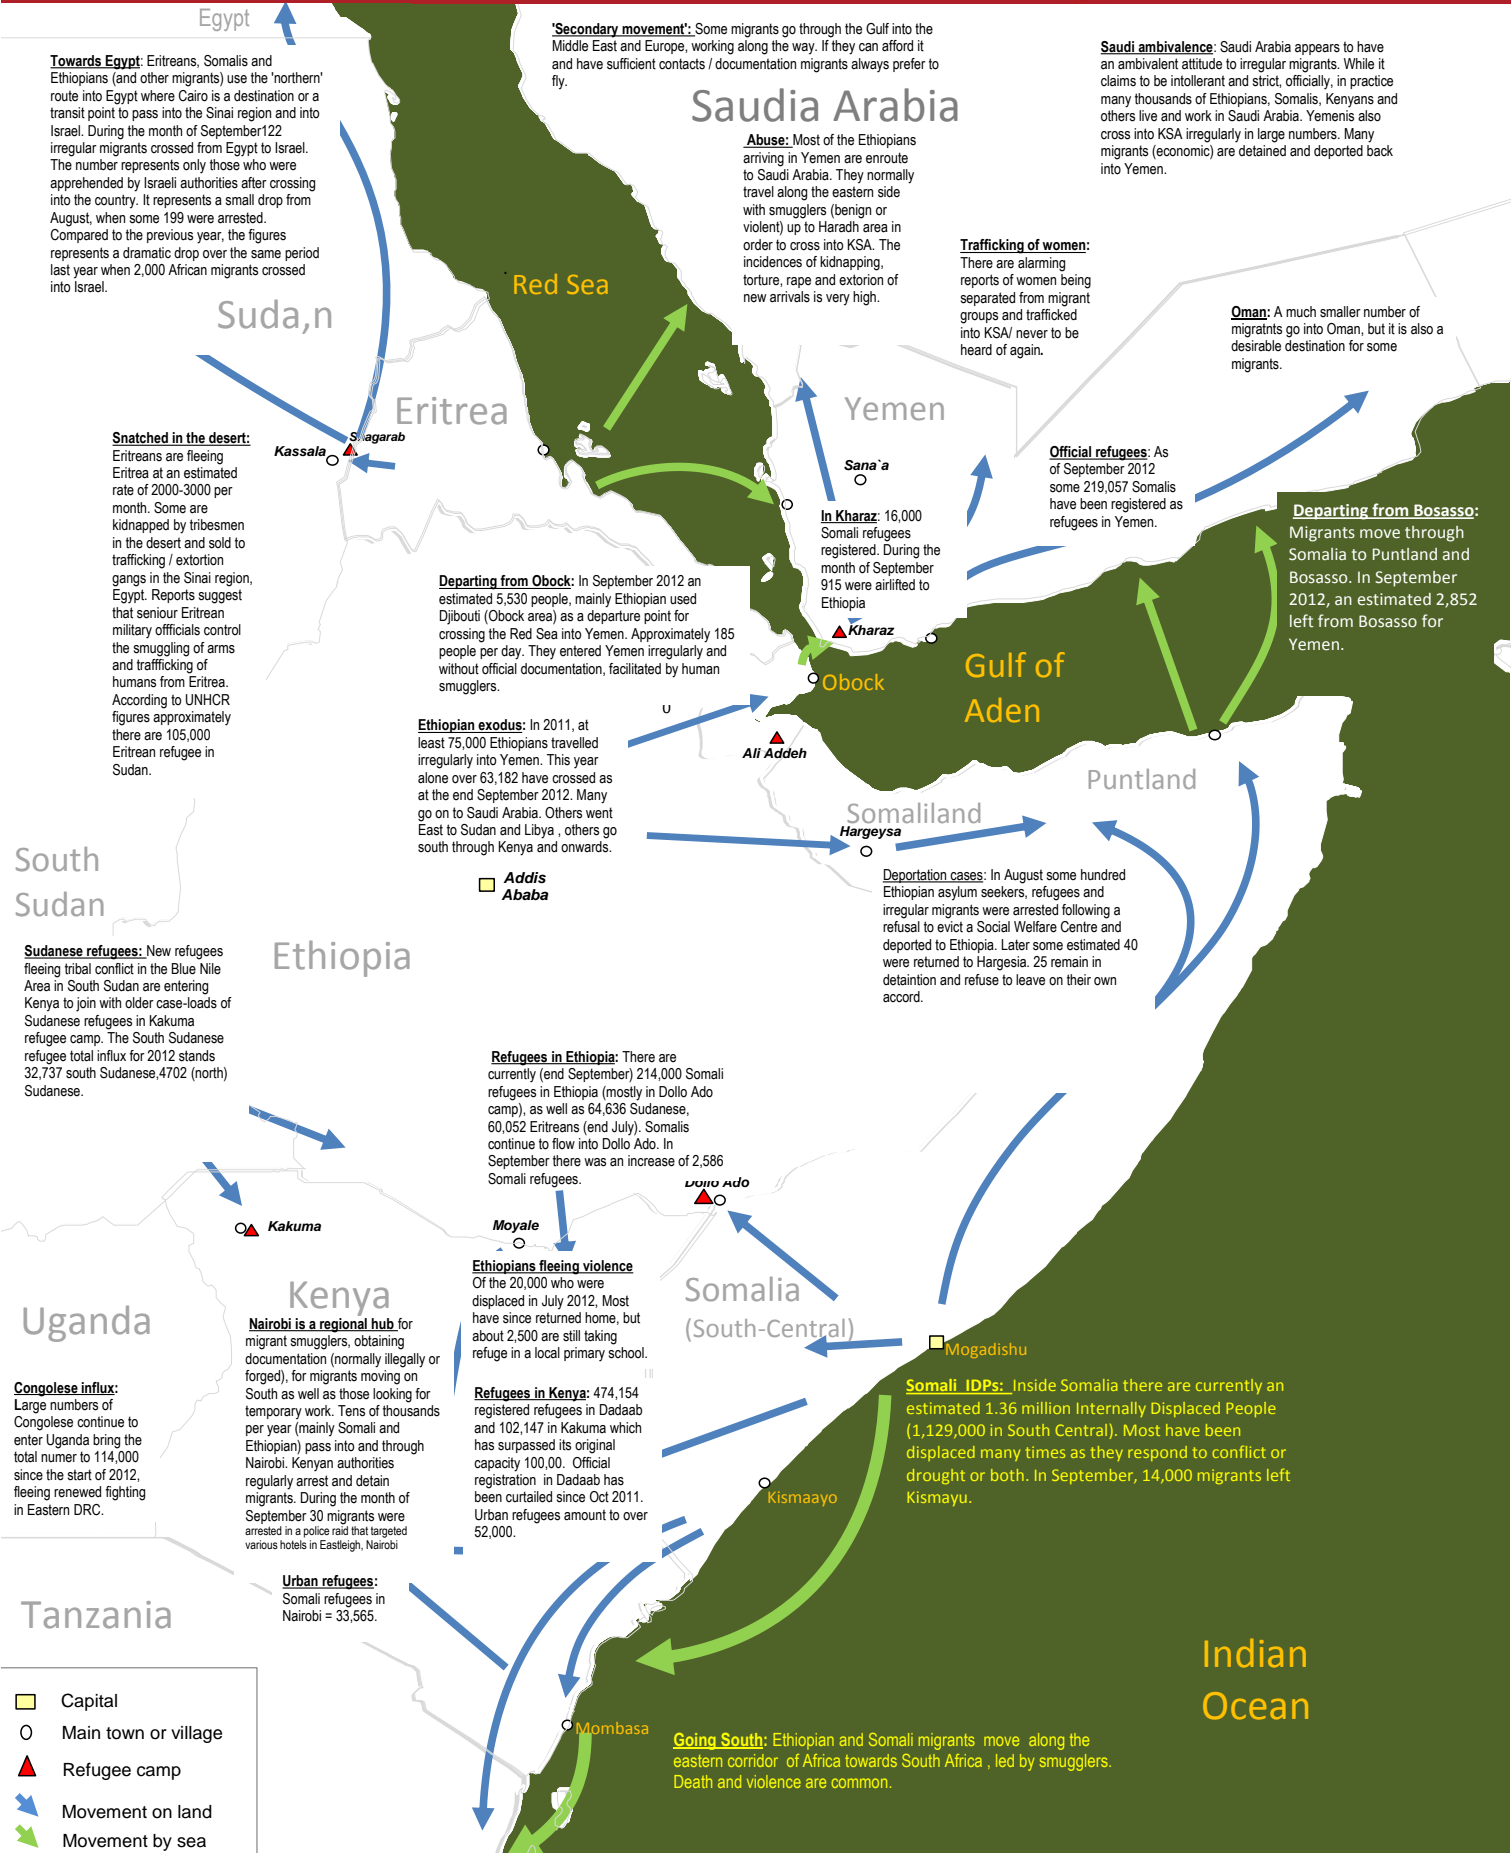 Egypt
'Secondary movement': Some migrants go through the Gulf into the
Middle East and Europe, working along the way. If they can afford it
and have sufficient contacts / documentation migrants always prefer to
fly.
Saudi ambivalence: Saudi Arabia appears to have
an ambivalent attitude to irregular migrants. While it
claims to be intollerant and strict, officially, in practice
many thousands of Ethiopians, Somalis, Kenyans and
others live and work in Saudi Arabia. Yemenis also
cross into KSA irregularly in large numbers. Many
migrants (economic) are detained and deported back
into Yemen.
Towards Egypt: Eritreans, Somalis and
Ethiopians (and other migrants) use the 'northern'
route into Egypt where Cairo is a destination or a
transit point to pass into the Sinai region and into
Israel. During the month of September122
irregular migrants crossed from Egypt to Israel.
The number represents only those who were
apprehended by Israeli authorities after crossing
into the country. It represents a small drop from
August, when some 199 were arrested.
Compared to the previous year, the figures
represents a dramatic drop over the same period
last year when 2,000 African migrants crossed
into Israel.
Saudia Arabia
Abuse: Most of the Ethiopians
arriving in Yemen are enroute
to Saudi Arabia. They normally
travel along the eastern side
with smugglers (benign or
violent) up to Haradh area in
order to cross into KSA. The
incidences of kidnapping,
torture, rape and extorion of
new arrivals is very high.
Trafficking of women:
There are alarming
reports of women being
separated from migrant
groups and trafficked
into KSA/ never to be
heard of again.
Red Sea
Suda,n
Oman: A much smaller number of
migratnts go into Oman, but it is also a
desirable destination for some
migrants.
Eritrea
Yemen
Snatched in the desert:
Eritreans are fleeing
Eritrea at an estimated
rate of 2000-3000 per
month. Some are
kidnapped by tribesmen
in the desert and sold to
trafficking / extortion
gangs in the Sinai region,
Egypt. Reports suggest
that seniour Eritrean
military offficials control
the smuggling of arms
and traffficking of
humans from Eritrea.
According to UNHCR
figures approximately
there are 105,000
Eritrean refugee in
Sudan.
Kassala
Shagarab
Sana`a
Official refugees: As
of September 2012
some 219,057 Somalis
have been registered as
refugees in Yemen.
In Kharaz: 16,000
Somali refugees
registered. During the
month of September
915 were airlifted to
Ethiopia
Departing from Bosasso:
Migrants move through
Somalia to Puntland and
Bosasso. In September
2012, an estimated 2,852
left from Bosasso for
Yemen.
Departing from Obock: In September 2012 an
estimated 5,530 people, mainly Ethiopian used
Djibouti (Obock area) as a departure point for
crossing the Red Sea into Yemen. Approximately 185
people per day. They entered Yemen irregularly and
without official documentation, facilitated by human
smugglers.
Kharaz
Obock
Gulf of
Aden
Ethiopian exodus: In 2011, at
least 75,000 Ethiopians travelled
irregularly into Yemen. This year
alone over 63,182 have crossed as
at the end September 2012. Many
go on to Saudi Arabia. Others went
East to Sudan and Libya , others go
south through Kenya and onwards.
Ali Addeh
Puntland
Somaliland
Hargeysa
South
Sudan
Addis
Ababa
Deportation cases: In August some hundred
Ethiopian asylum seekers, refugees and
irregular migrants were arrested following a
refusal to evict a Social Welfare Centre and
deported to Ethiopia. Later some estimated 40
were returned to Hargesia. 25 remain in
detaintion and refuse to leave on their own
accord.
Ethiopia
Sudanese refugees: New refugees
fleeing tribal conflict in the Blue Nile
Area in South Sudan are entering
Kenya to join with older case-loads of
Sudanese refugees in Kakuma
refugee camp. The South Sudanese
refugee total influx for 2012 stands
32,737 south Sudanese,4702 (north)
Sudanese.
Refugees in Ethiopia: There are
currently (end September) 214,000 Somali
refugees in Ethiopia (mostly in Dollo Ado
camp), as well as 64,636 Sudanese,
60,052 Eritreans (end July). Somalis
continue to flow into Dollo Ado. In
September there was an increase of 2,586
Somali refugees.
Dollo Ado
Kakuma
Moyale
Kenya
Uganda
Somalia
(South-Central)
Ethiopians fleeing violence
Of the 20,000 who were
displaced in July 2012, Most
have since returned home, but
about 2,500 are still taking
refuge in a local primary school.
Nairobi is a regional hub for
migrant smugglers, obtaining
documentation (normally illegally or
forged), for migrants moving on
South as well as those looking for
temporary work. Tens of thousands
per year (mainly Somali and
Ethiopian) pass into and through
Nairobi. Kenyan authorities
regularly arrest and detain
migrants. During the month of
September 30 migrants were
arrested in a police raid that targeted
various hotels in Eastleigh, Nairobi
Mogadishu
Congolese influx:
Large numbers of
Congolese continue to
enter Uganda bring the
total numer to 114,000
since the start of 2012,
fleeing renewed fighting
in Eastern DRC.
Refugees in Kenya: 474,154
registered refugees in Dadaab
and 102,147 in Kakuma which
has surpassed its original
capacity 100,00. Official
registration in Dadaab has
been curtailed since Oct 2011.
Urban refugees amount to over
52,000.
Somali IDPs: Inside Somalia there are currently an
estimated 1.36 million Internally Displaced People
(1,129,000 in South Central). Most have been
displaced many times as they respond to conflict or
drought or both. In September, 14,000 migrants left
Kismayu.
Kismaayo
Urban refugees:
Somali refugees in
Nairobi = 33,565.
Tanzania
Indian
Ocean
Mombasa
Going South: Ethiopian and Somali migrants move along the
eastern corridor of Africa towards South Africa , led by smugglers.
Death and violence are common.
Capital
Main town or village
Refugee camp
Movement on land
Movement by sea